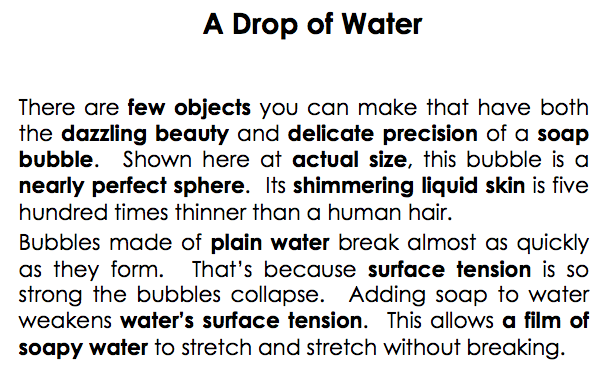 A Drop of Water
There are few objects you can make that have both
the dazzling beauty and delicate precision of a soap
bubble. Shown here at actual size, this bubble is a
nearly perfect sphere. Its shimmering liquid skin is five
hundred times thinner than a human hair.
Bubbles made of plain water break almost as quickly
as they form. That’s because surface tension is so
strong the bubbles collapse. Adding soap to water
weakens water’s surface tension. This allows a film of
soapy water to stretch and stretch without breaking.